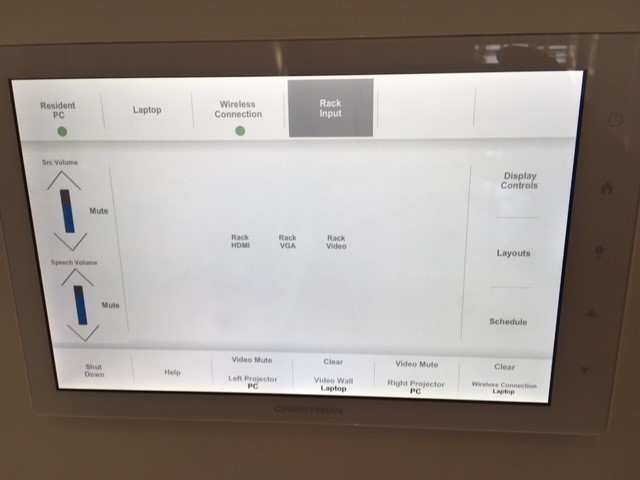 Resident
PC
Laptop
Wireless
Connection
Rack
Input
Src Volume
Mute
Speech Volume
Mute
Rack
HDMI
Rack
VGA
Rack
Video
Display
Controls
Layouts
Schedule
Shut
Down
Help
Video Mute
Left Projector
PC
Clear
Video Wall
Laptop
Video Mute
Right Projector
PC
Clear
Wireless Connection
Laptop
CRESTRON